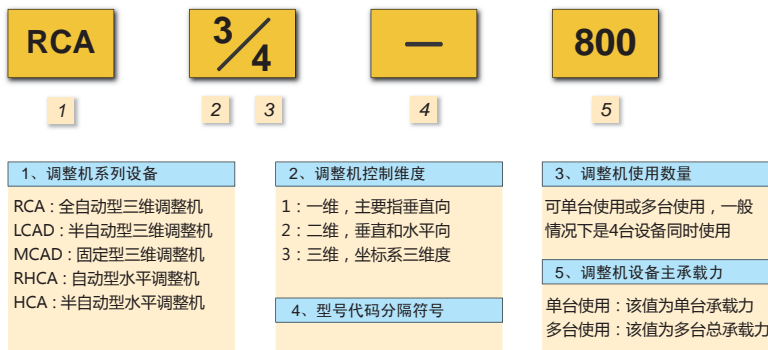 RCA
3/4
—
800
1
2
3
4
5
1、调整机系列设备
RCA：全自动型三维调整机
LCAD：半自动型三维调整机
MCAD：固定型三维调整机
RHCA：自动型水平调整机
HCA：半自动型水平调整机
2、调整机控制维度
1：一维，主要指垂直向
2：二维，垂直和水平向
3：三维，坐标系三维度
4、型号代码分隔符号
3、调整机使用数量
可单台使用或多台使用，一般
情况下是4台设备同时使用
5、调整机设备主承载力
单台使用：该值为单台承载力
多台使用：该值为多台总承载力